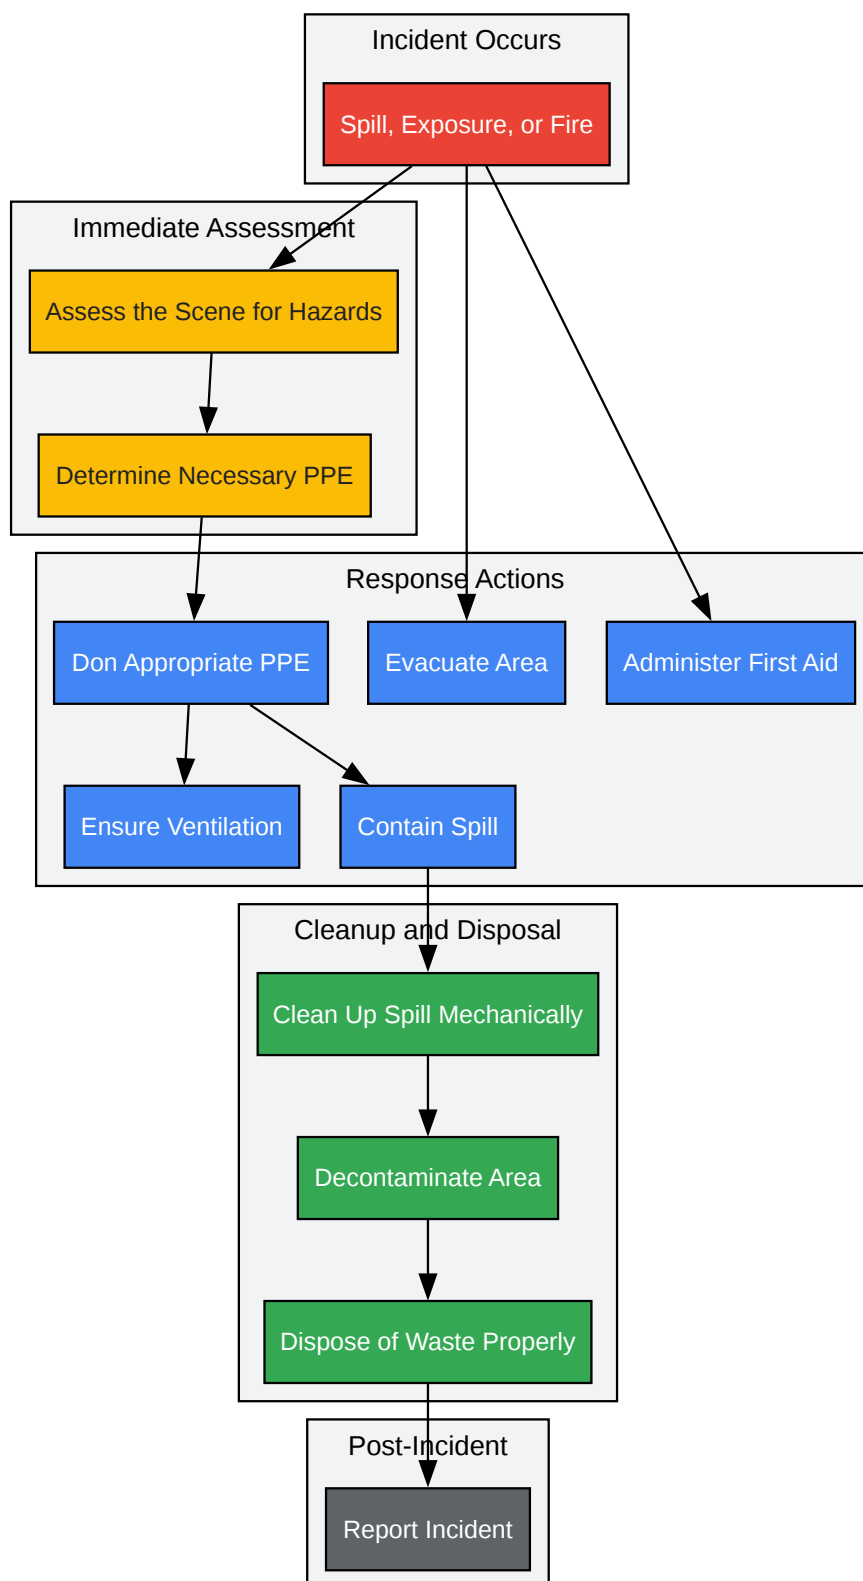 Incident Occurs
Spill, Exposure, or Fire
Immediate Assessment
Assess the Scene for Hazards
Determine Necessary PPE
Response Actions
Don Appropriate PPE
Evacuate Area
Administer First Aid
Ensure Ventilation
Contain Spill
Cleanup and Disposal
Clean Up Spill Mechanically
Decontaminate Area
Dispose of Waste Properly
Post-Incident
Report Incident